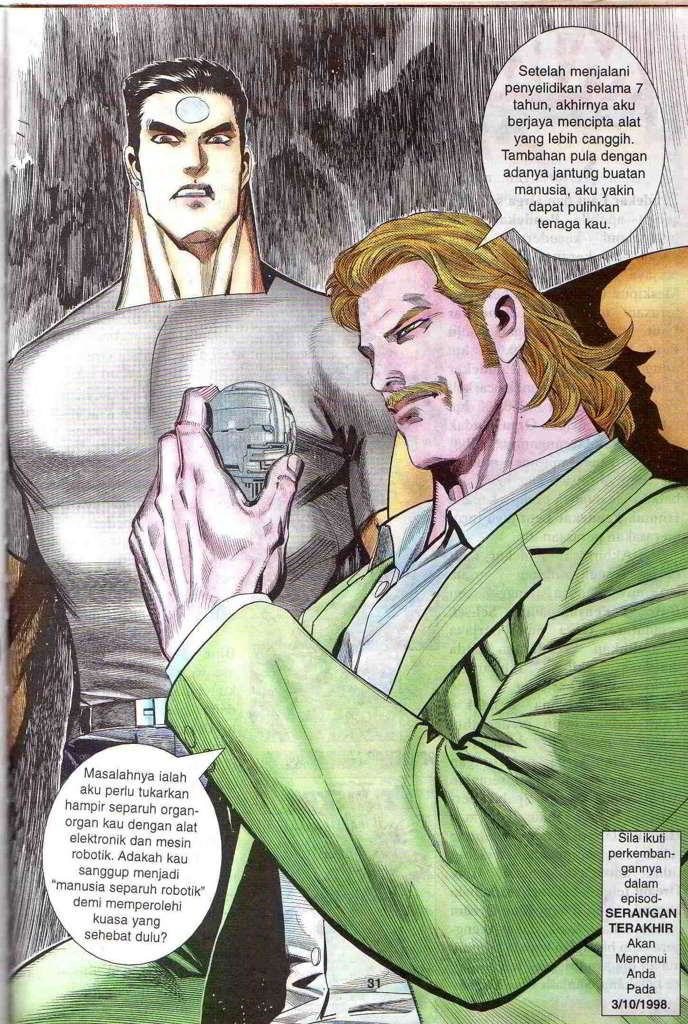 Setelah menjalani
penyelidikan selama 7
tahun, akhirnya aku
berjaya mencipta alat
yang lebih canggih.
Tambahan pula dengan
adanya jantung buatan
manusia, aku yakin
dapat pulihkan
tenaga kau.
Masalahnya ialah
aku perlu tukarkan
hampir separuh organ-
organ kau dengan alat
elektronik dan mesin
robotik. Adakah kau
sanggup menjadi
"manusia separuh robotik"
demi memperolehi
kuasa yang
sehebat dulu?
Sila ikuti
perkemban-
gannya
dalam
episod-
SERANGAN
TERAKHIR
Akan
Menemui
Anda
Pada
3/10/1998.
31